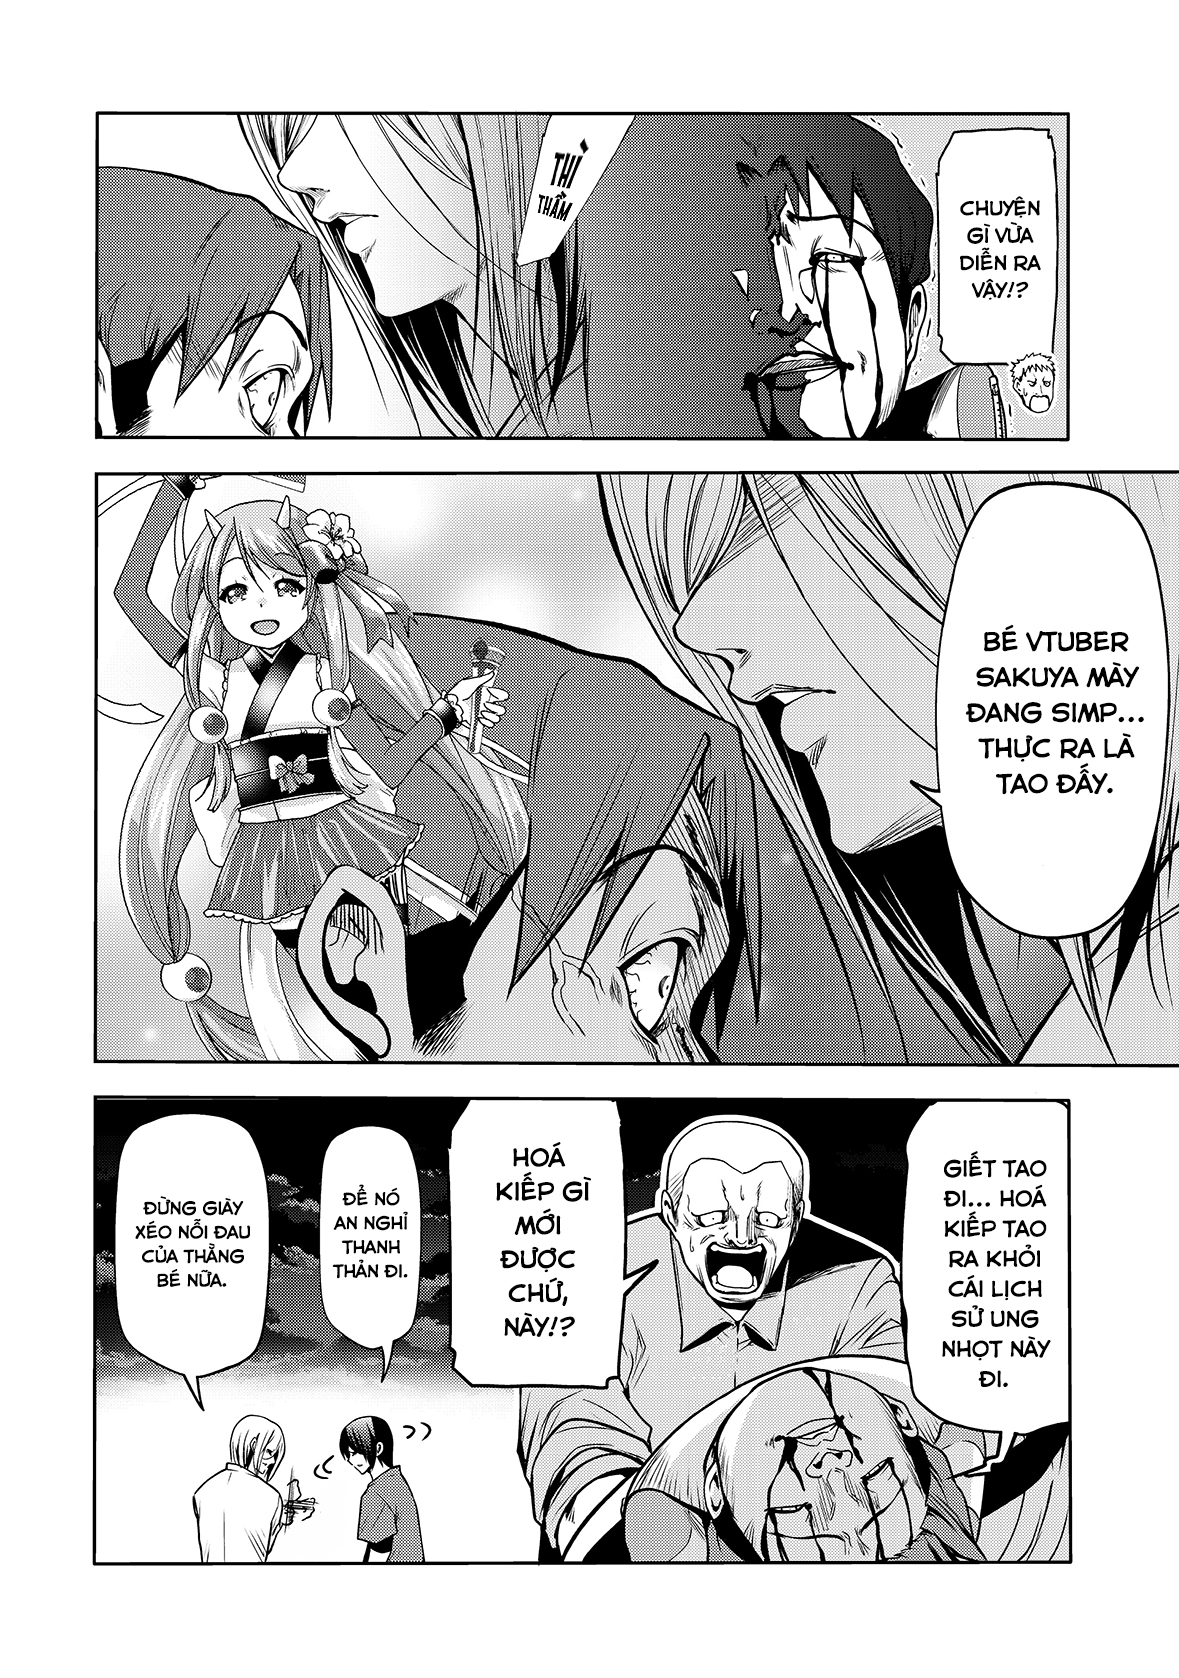 CHUYỆN
GÌ VỪA
DIỄN RA
VẬY!?
THÌ
THẦM
BÉ VTUBER
SAKUYA MÀY
ĐANG SIMP...
THỰC RA LÀ
TAO ĐẤY.
GIẾT TAO
ĐI... HOÁ
KIẾP TAO
RA KHỎI
CÁI LỊCH
SỬ UNG
NHỌT NÀY
ĐI.
HOÁ
KIẾP GÌ
MỚI
ĐƯỢC
CHỨ,
NÀY!?
ĐỂ NÓ
AN NGHỈ
THANH
THẢN ĐI.
ĐỪNG GIÀY
XÉO NỖI ĐAU
CỦA THẰNG
BÉ NỮA.